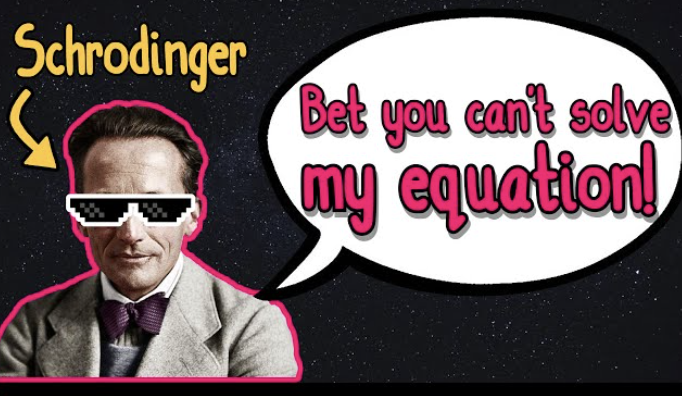 Schrodinger
Bet you can't solve
my equation!